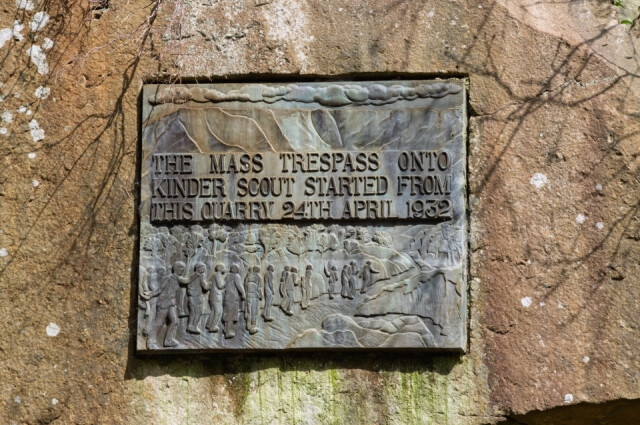 THE MASS TRESPASS ONTO
KINDER SCOUT STARTED FROM
THIS QUARRY 24TH APRIL 1932